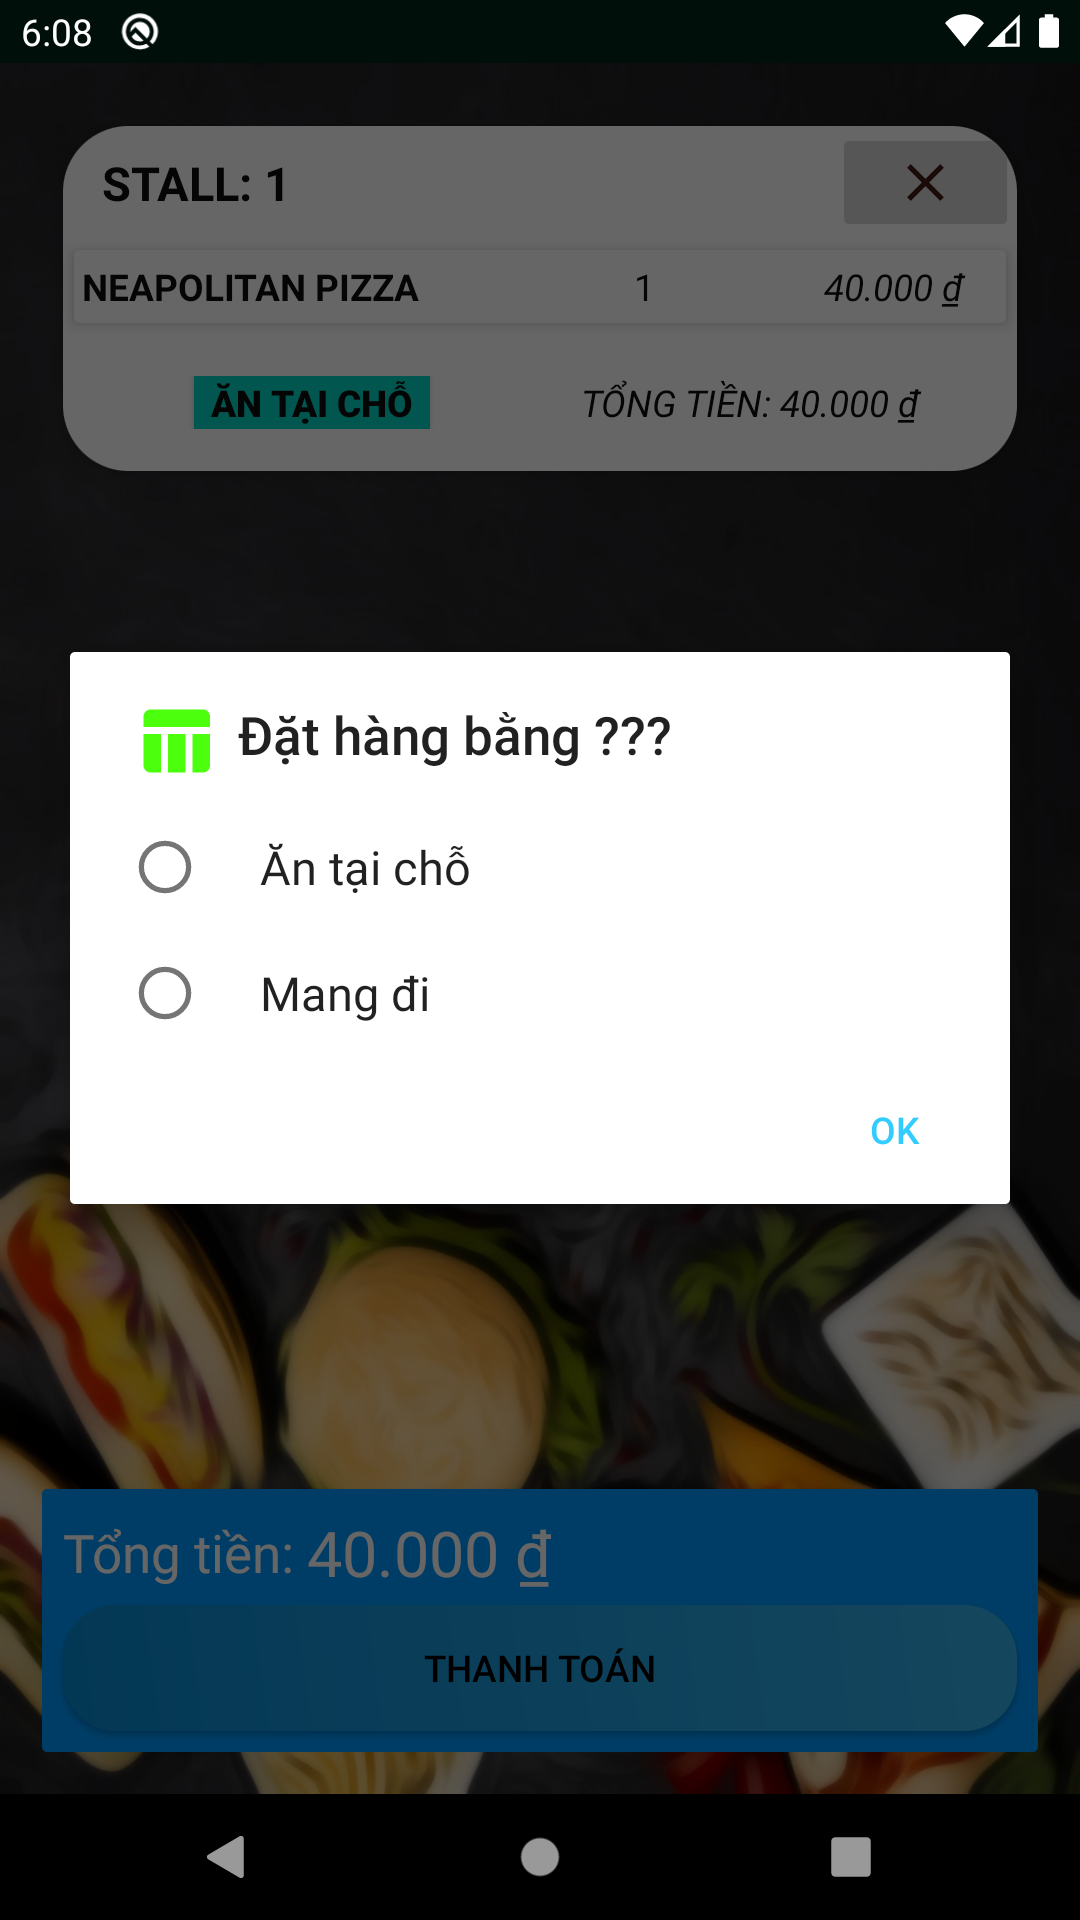 6:08
STALL: 1
NEAPOLITAN PIZZA 1 40.000 ₫
ĂN TẠI CHỖ TỔNG TIỀN: 40.000 ₫
Đặt hàng bằng ???
Ăn tại chỗ
Mang đi
OK
Tổng tiền: 40.000 ₫
THANH TOÁN